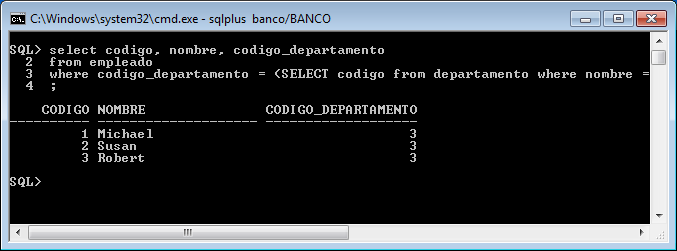 C:\Windows\system32\cmd.exe - sqlplus banco/BANCO
SQL> select codigo, nombre, codigo_departamento
2 from empleado
3 where codigo_departamento = (SELECT codigo from departamento where nombre =
4 ;
CODIGO NOMBRE CODIGO_DEPARTAMENTO
---------- -------------------- -------------------
1 Michael 3
2 Susan 3
3 Robert 3
SQL>